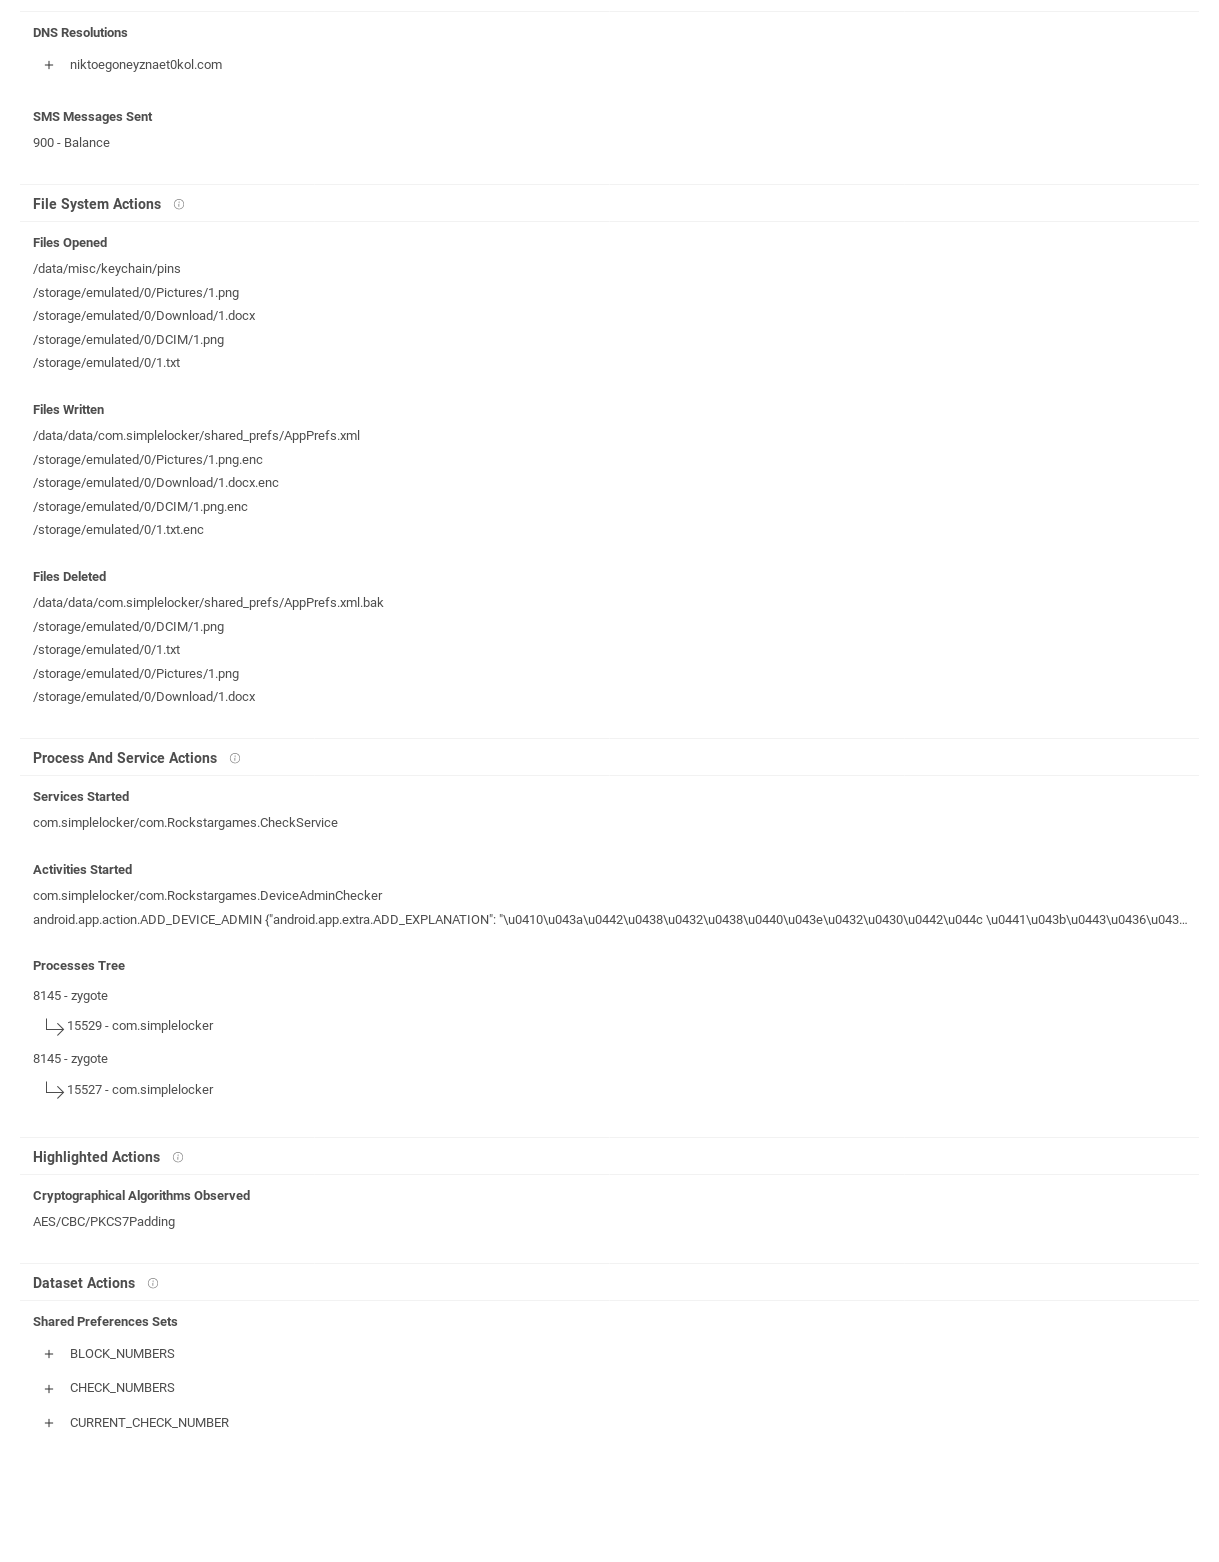 DNS Resolutions
+ niktoegoneyznaet0kol.com
SMS Messages Sent
900 - Balance
File System Actions
Files Opened
/data/misc/keychain/pins
/storage/emulated/0/Pictures/1.png
/storage/emulated/0/Download/1.docx
/storage/emulated/0/DCIM/1.png
/storage/emulated/0/1.txt
Files Written
/data/data/com.simplelocker/shared_prefs/AppPrefs.xml
/storage/emulated/0/Pictures/1.png.enc
/storage/emulated/0/Download/1.docx.enc
/storage/emulated/0/DCIM/1.png.enc
/storage/emulated/0/1.txt.enc
Files Deleted
/data/data/com.simplelocker/shared_prefs/AppPrefs.xml.bak
/storage/emulated/0/DCIM/1.png
/storage/emulated/0/1.txt
/storage/emulated/0/Pictures/1.png
/storage/emulated/0/Download/1.docx
Process And Service Actions
Services Started
com.simplelocker/com.Rockstargames.CheckService
Activities Started
com.simplelocker/com.Rockstargames.DeviceAdminChecker
android.app.action.ADD_DEVICE_ADMIN {"android.app.extra.ADD_EXPLANATION": "\u0410\u043a\u0442\u0438\u0432\u0438\u0440\u043e\u0432\u0430\u0442\u044c \u0441\u043b\u0443\u0436\u043…
Processes Tree
8145 - zygote
15529 - com.simplelocker
8145 - zygote
15527 - com.simplelocker
Highlighted Actions
Cryptographical Algorithms Observed
AES/CBC/PKCS7Padding
Dataset Actions
Shared Preferences Sets
+ BLOCK_NUMBERS
+ CHECK_NUMBERS
+ CURRENT_CHECK_NUMBER